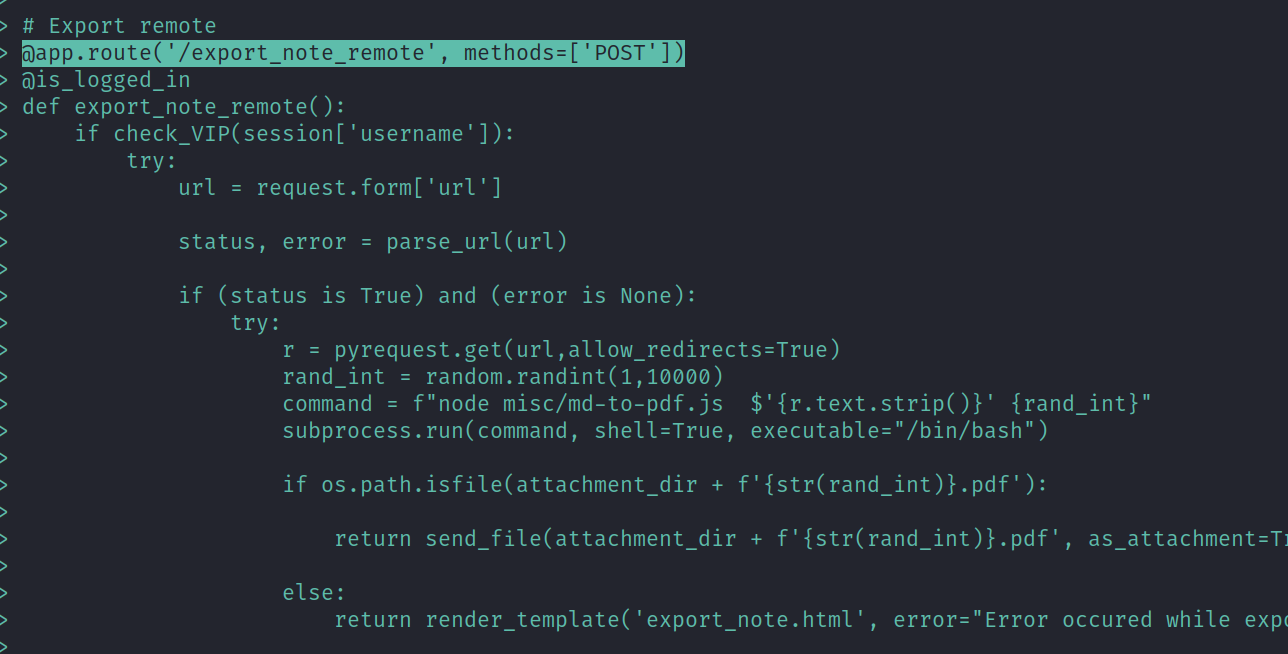 >
> # Export remote
> @app.route('/export_note_remote', methods=['POST'])
> @is_logged_in
> def export_note_remote():
>     if check_VIP(session['username']):
>         try:
>             url = request.form['url']
>
>             status, error = parse_url(url)
>
>             if (status is True) and (error is None):
>                 try:
>                     r = pyrequest.get(url,allow_redirects=True)
>                     rand_int = random.randint(1,10000)
>                     command = f"node misc/md-to-pdf.js  $'{r.text.strip()}' {rand_int}"
>                     subprocess.run(command, shell=True, executable="/bin/bash")
>
>                     if os.path.isfile(attachment_dir + f'{str(rand_int)}.pdf'):
>
>                         return send_file(attachment_dir + f'{str(rand_int)}.pdf', as_attachment=Tr
>
>                     else:
>                         return render_template('export_note.html', error="Error occured while expo
>